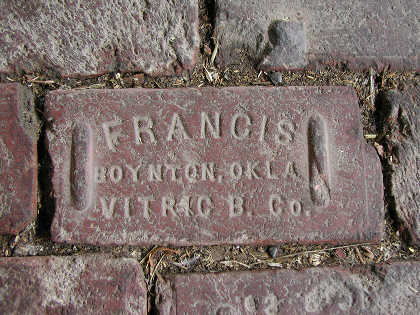 FRANCIS
BOYNTON, OKLA.
VITRIC B. Co.